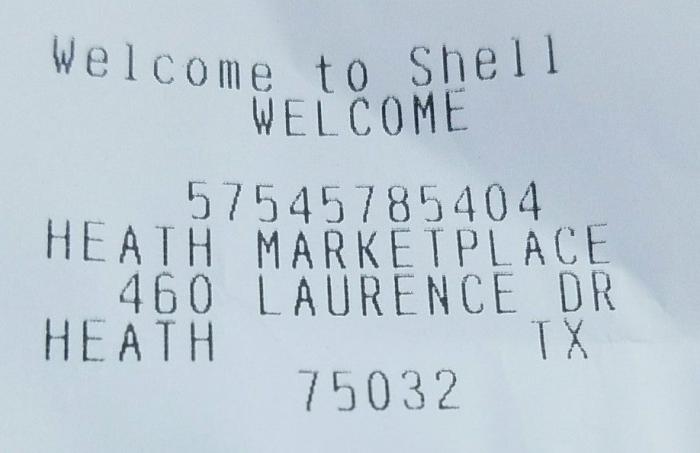 Welcome to Shell
WELCOME
57545785404
HEATH MARKETPLACE
460 LAURENCE DR
HEATH TX
75032